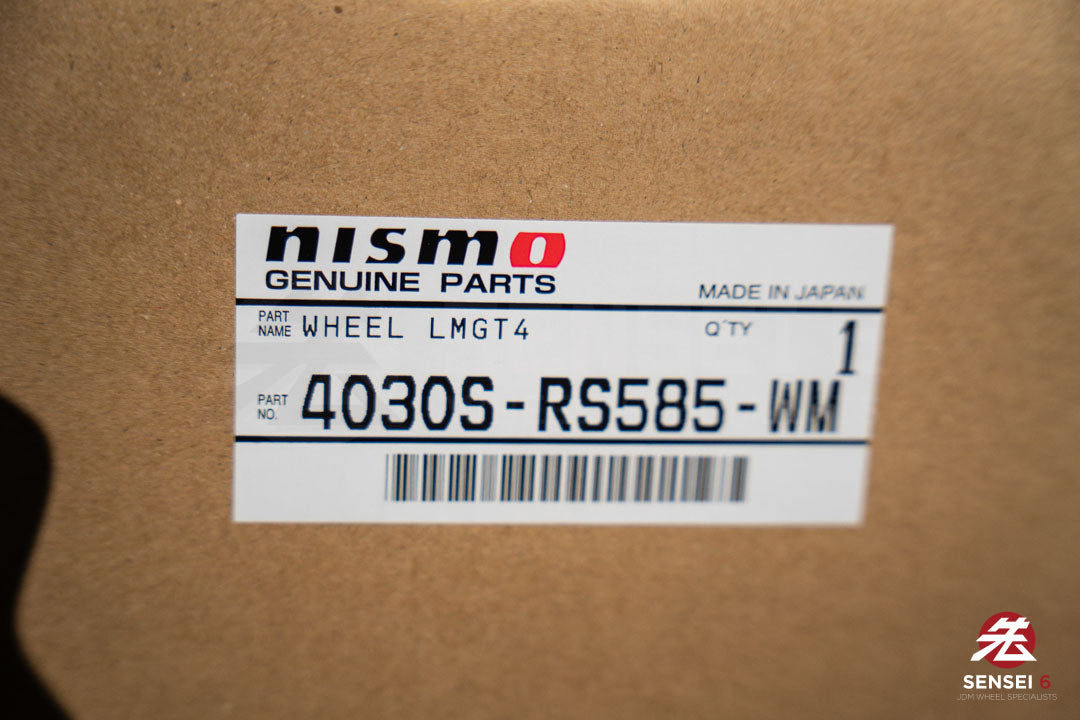 nismo
GENUINE PARTS
MADE IN JAPAN
PART NAME WHEEL LMGT4
Q'TY 1
PART NO. 4030S-RS585-WM
SENSEI 6
JDM WHEEL SPECIALISTS